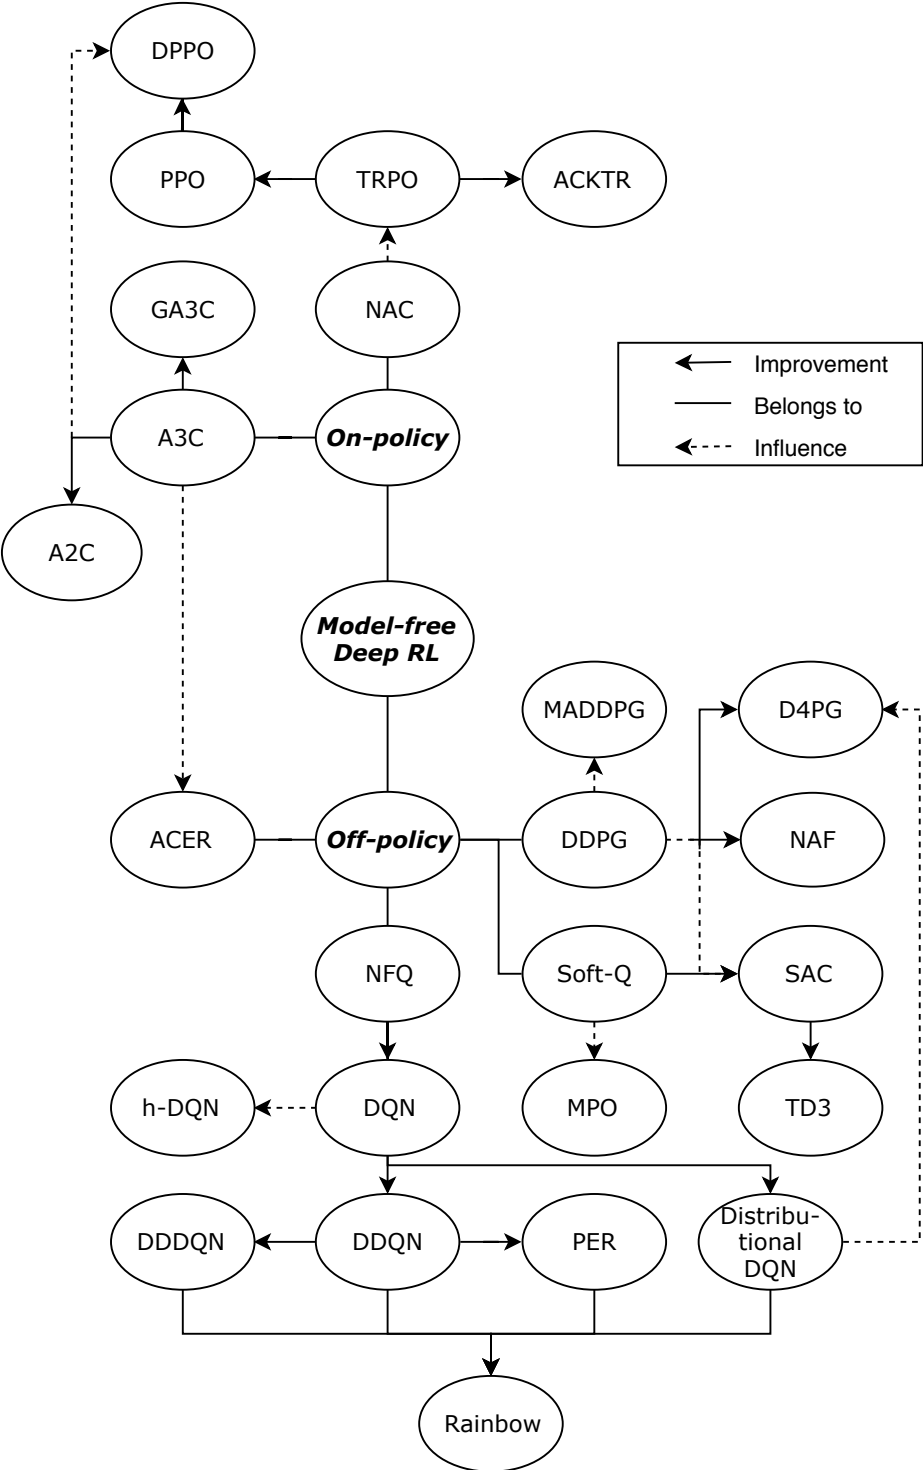 DPPO
PPO
TRPO
ACKTR
GA3C
NAC
Improvement
Belongs to
Influence
A3C
On-policy
A2C
Model-free
Deep RL
MADDPG
D4PG
ACER
Off-policy
DDPG
NAF
NFQ
Soft-Q
SAC
h-DQN
DQN
MPO
TD3
DDDQN
DDQN
PER
Distribu-
tional
DQN
Rainbow